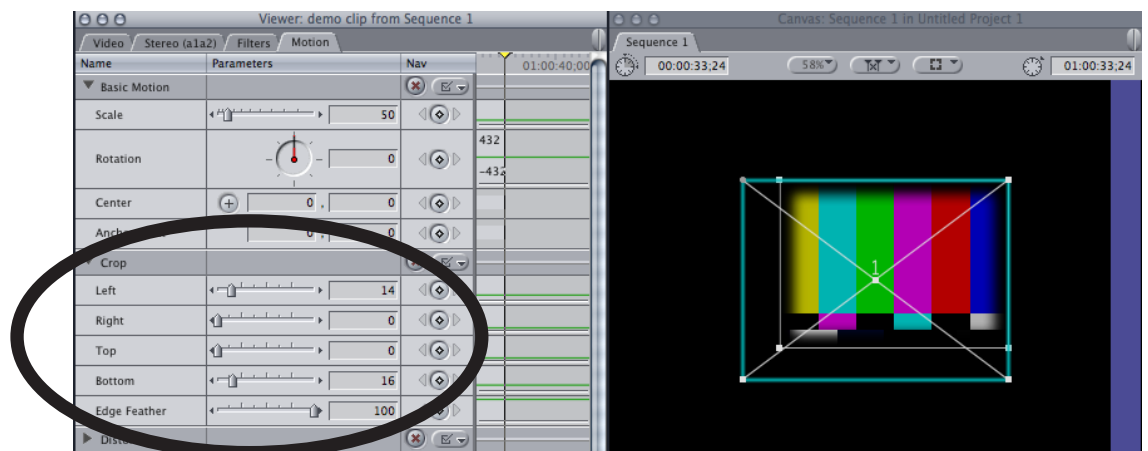 Viewer: demo clip from Sequence 1
Video Stereo (a1a2) Filters Motion
Name Parameters Nav 01:00:40;00
Basic Motion
Scale 50
432
Rotation 0
-432
Center 0 , 0
0 , 0
Crop
Left 14
Right 0
Top 0
Bottom 16
Edge Feather 100
Canvas: Sequence 1 in Untitled Project 1
Sequence 1
00:00:33;24 58% 01:00:33;24
1